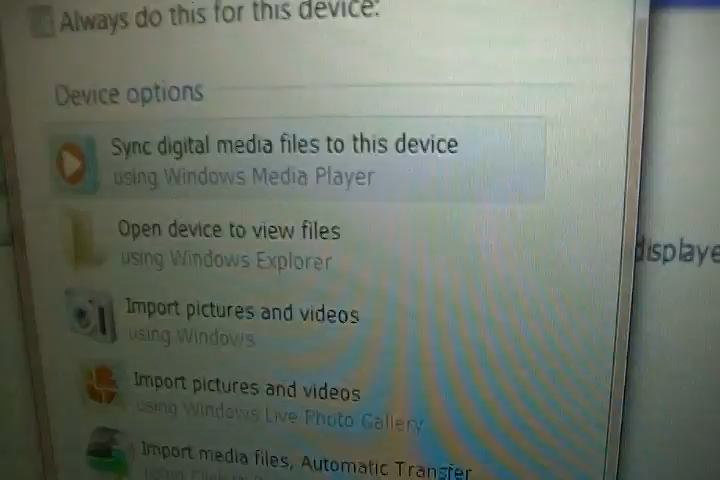 Always do this for this device:
Device options
Sync digital media files to this device
using Windows Media Player
Open device to view files
using Windows Explorer
Import pictures and videos
using Windows
Import pictures and videos
using Windows Live Photo Gallery
Import media files, Automatic Transfer
using